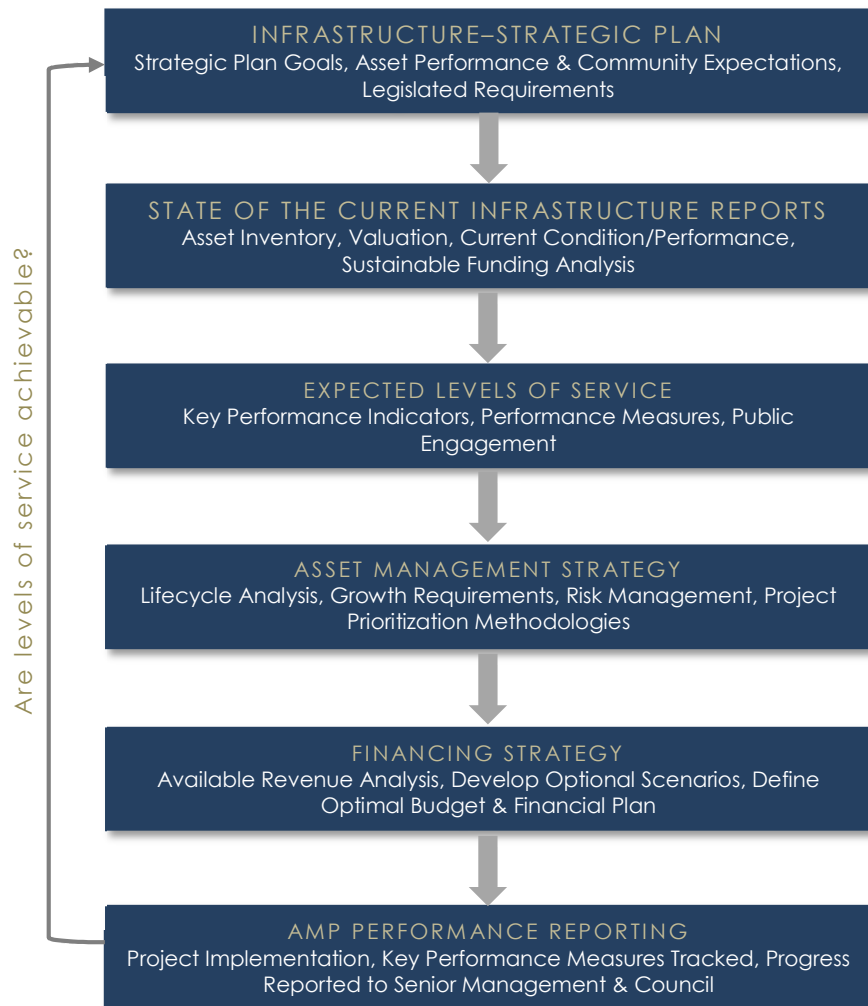 INFRASTRUCTURE–STRATEGIC PLAN
Strategic Plan Goals, Asset Performance & Community Expectations,
Legislated Requirements
STATE OF THE CURRENT INFRASTRUCTURE REPORTS
Asset Inventory, Valuation, Current Condition/Performance,
Sustainable Funding Analysis
EXPECTED LEVELS OF SERVICE
Key Performance Indicators, Performance Measures, Public
Engagement
ASSET MANAGEMENT STRATEGY
Lifecycle Analysis, Growth Requirements, Risk Management, Project
Prioritization Methodologies
FINANCING STRATEGY
Available Revenue Analysis, Develop Optional Scenarios, Define
Optimal Budget & Financial Plan
AMP PERFORMANCE REPORTING
Project Implementation, Key Performance Measures Tracked, Progress
Reported to Senior Management & Council
Are levels of service achievable?